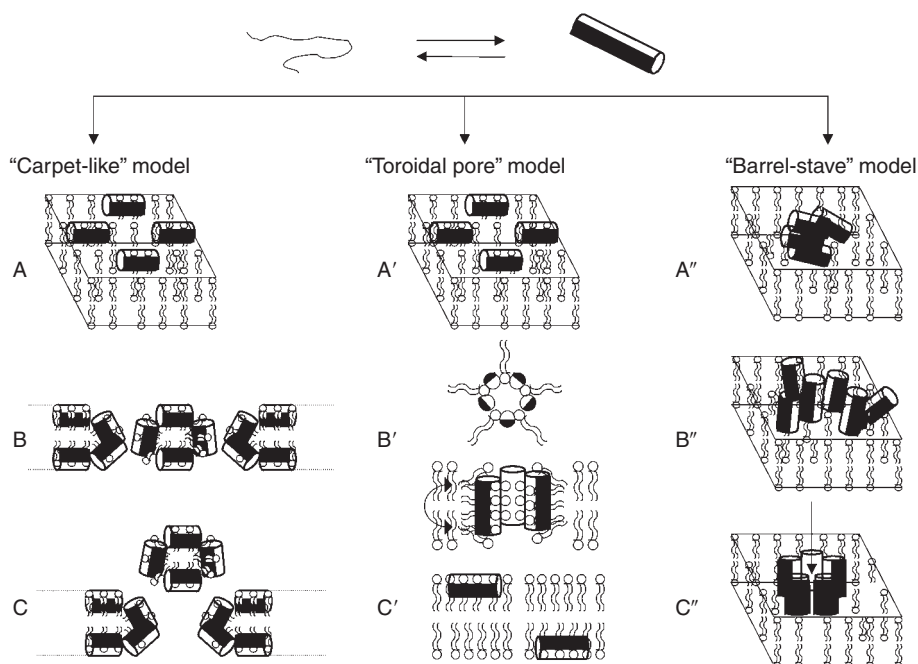 “Carpet-like” model “Toroidal pore” model “Barrel-stave” model
A A′ A″
B B′ B″
C C′ C″